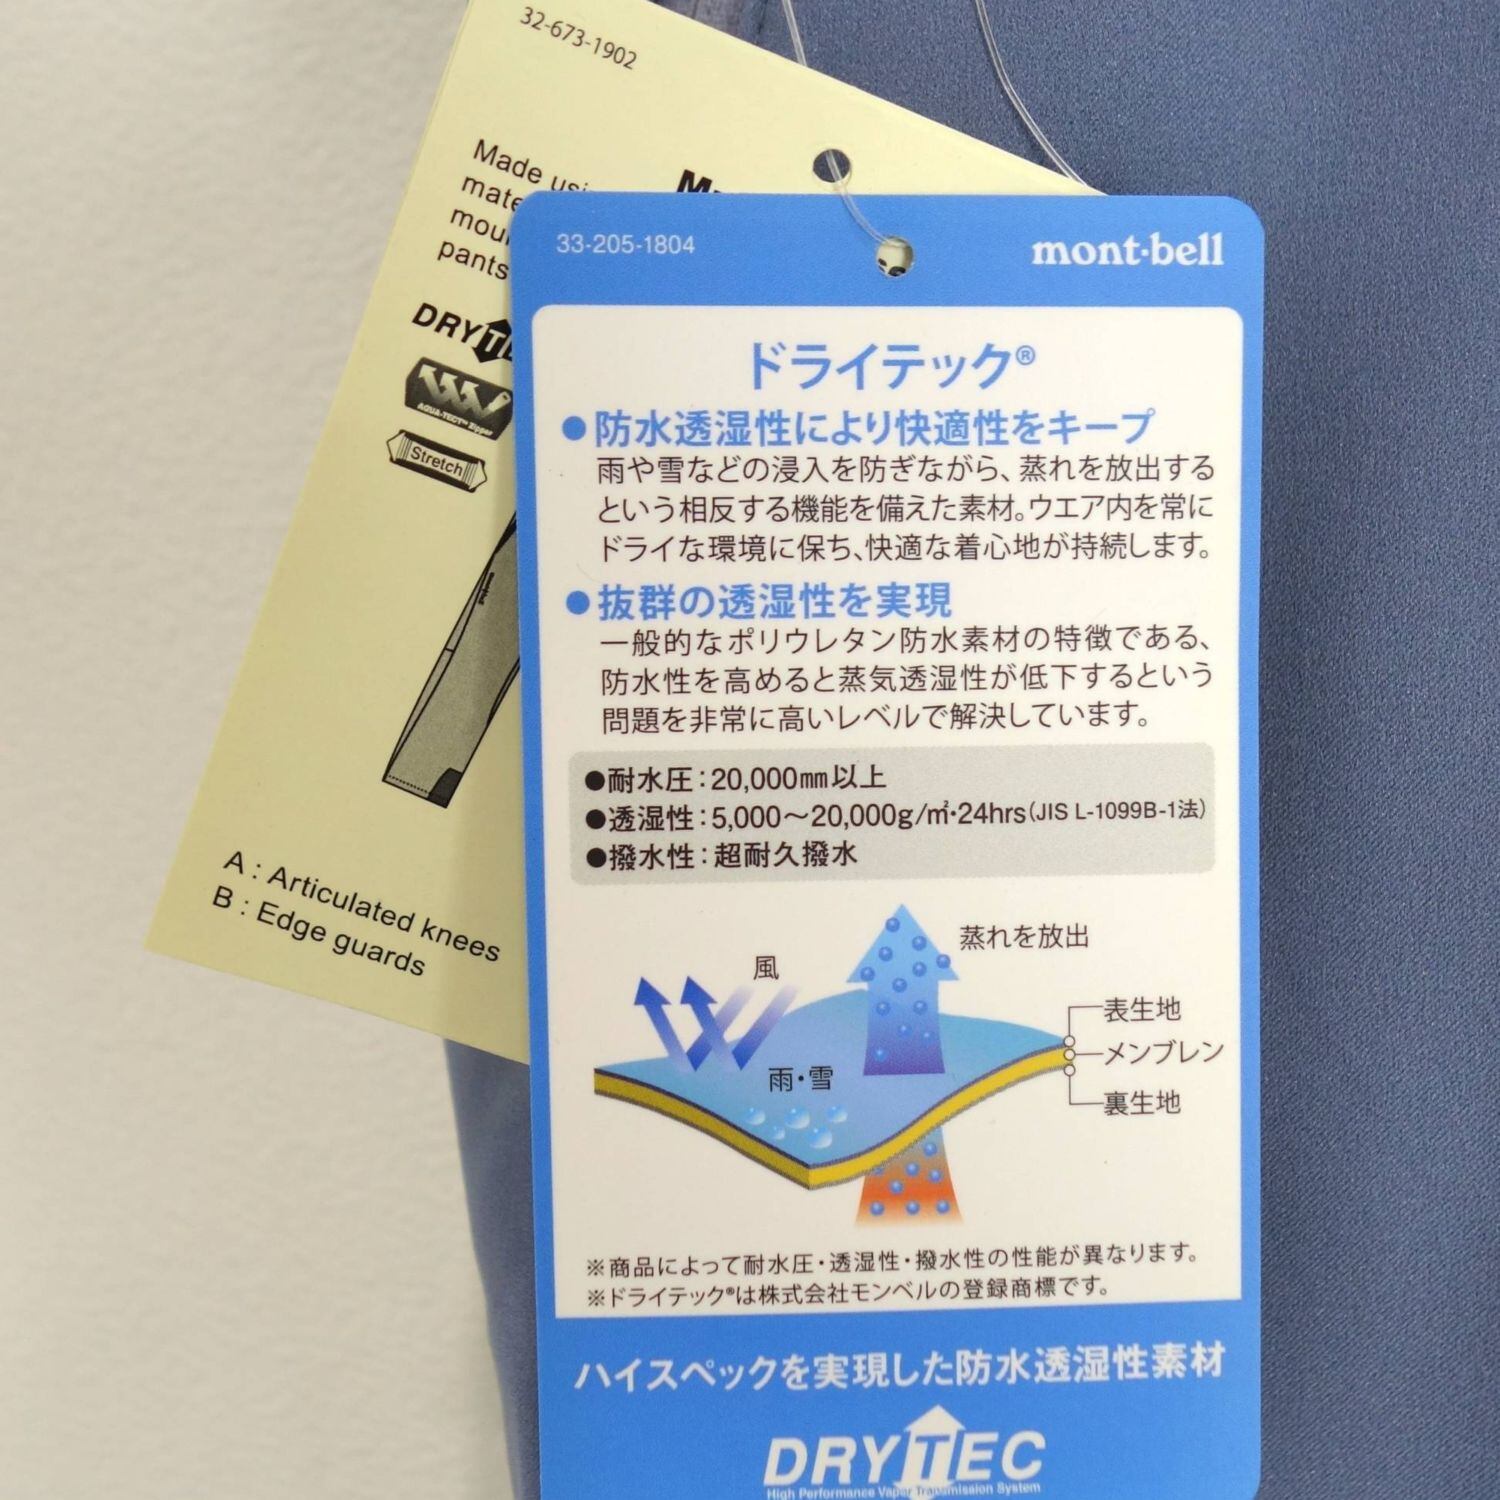 32-673-1902
Made
pants
DRYTE
AQUA-TECT™ Zipper
Stretch
A : Articulated knees
B : Edge guards
33-205-1804
mont·bell
ドライテック®
●防水透湿性により快適性をキープ
雨や雪などの浸入を防ぎながら、蒸れを放出する
という相反する機能を備えた素材。ウエア内を常に
ドライな環境に保ち、快適な着心地が持続します。
●抜群の透湿性を実現
一般的なポリウレタン防水素材の特徴である、
防水性を高めると蒸気透湿性が低下するという
問題を非常に高いレベルで解決しています。
●耐水圧：20,000㎜以上
●透湿性：5,000〜20,000g/㎡·24hrs（JIS L-1099B-1法）
●撥水性：超耐久撥水
蒸れを放出
風
表生地
メンブレン
雨・雪
裏生地
※商品によって耐水圧・透湿性・撥水性の性能が異なります。
※ドライテック®は株式会社モンベルの登録商標です。
ハイスペックを実現した防水透湿性素材
DRYTEC
High Performance Vapor Transmission System